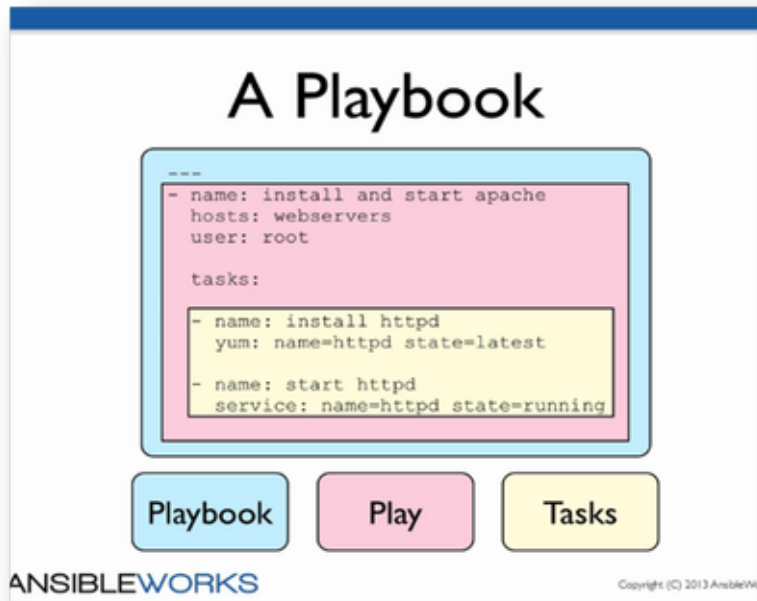 A Playbook
---
- name: install and start apache
hosts: webservers
user: root
tasks:
- name: install httpd
yum: name=httpd state=latest
- name: start httpd
service: name=httpd state=running
Playbook
Play
Tasks
ANSIBLEWORKS
Copyright (C) 2013